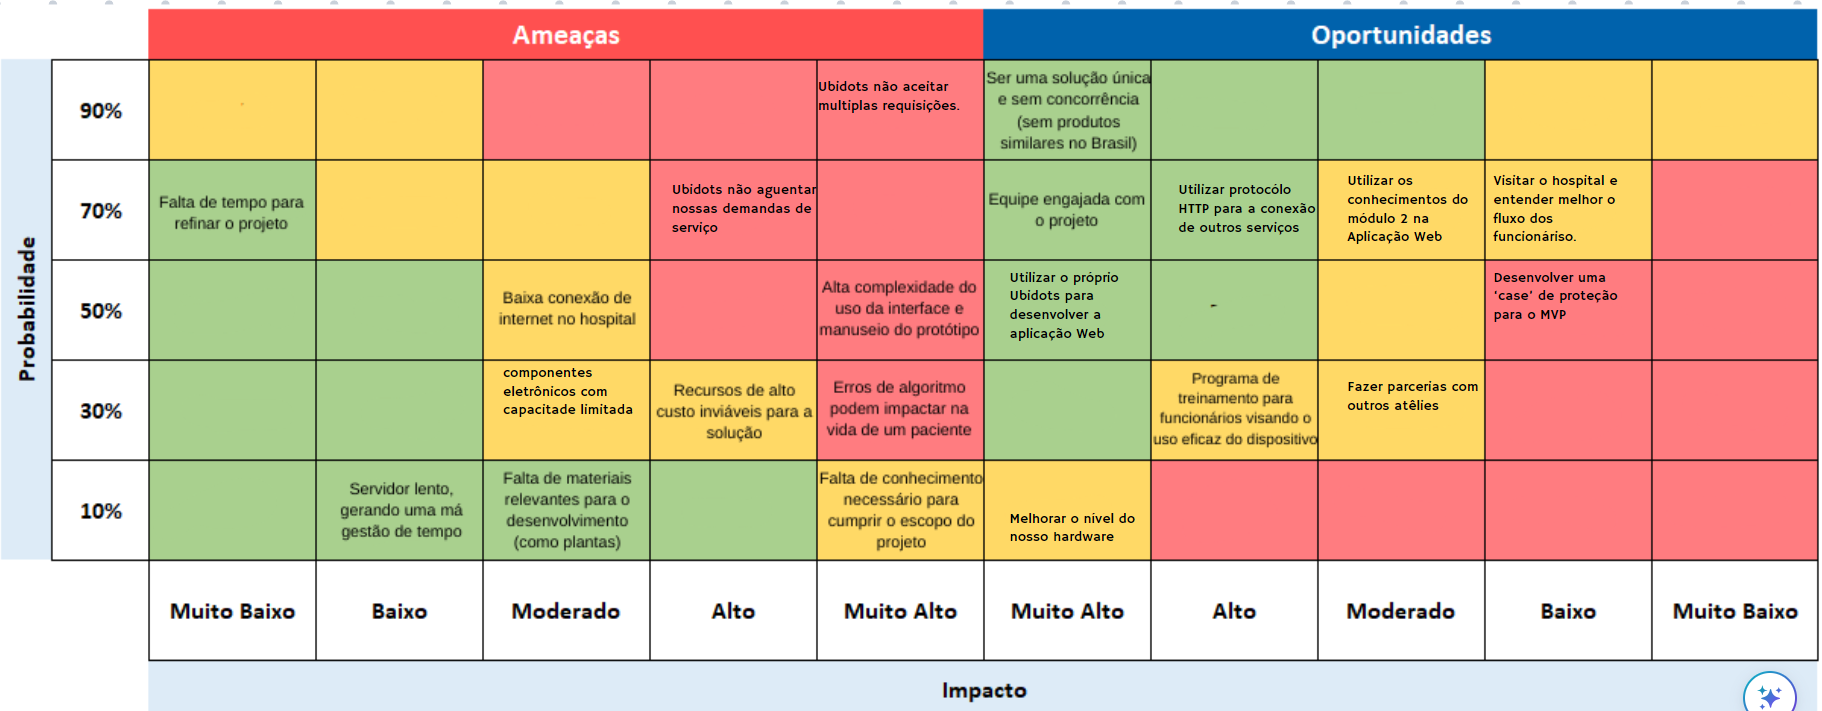 Ameaças
Oportunidades
Probabilidade
90%
Ubidots não aceitar
multiplas requisições.
Ser uma solução única
e sem concorrência
(sem produtos
similares no Brasil)
70%
Falta de tempo para
refinar o projeto
Ubidots não aguentar
nossas demandas de
serviço
Equipe engajada com
o projeto
Utilizar protocólo
HTTP para a conexão
de outros serviços
Utilizar os
conhecimentos do
módulo 2 na
Aplicação Web
Visitar o hospital e
entender melhor o
fluxo dos
funcionáriso.
50%
Baixa conexão de
internet no hospital
Alta complexidade do
uso da interface e
manuseio do protótipo
Utilizar o próprio
Ubidots para
desenvolver a
aplicação Web
-
Desenvolver uma
'case' de proteção
para o MVP
30%
componentes
eletrônicos com
capacitade limitada
Recursos de alto
custo inviáveis para a
solução
Erros de algoritmo
podem impactar na
vida de um paciente
Programa de
treinamento para
funcionários visando o
uso eficaz do dispositivo
Fazer parcerias com
outros atêlies
10%
Servidor lento,
gerando uma má
gestão de tempo
Falta de materiais
relevantes para o
desenvolvimento
(como plantas)
Falta de conhecimento
necessário para
cumprir o escopo do
projeto
Melhorar o nível do
nosso hardware
Muito Baixo
Baixo
Moderado
Alto
Muito Alto
Muito Alto
Alto
Moderado
Baixo
Muito Baixo
Impacto